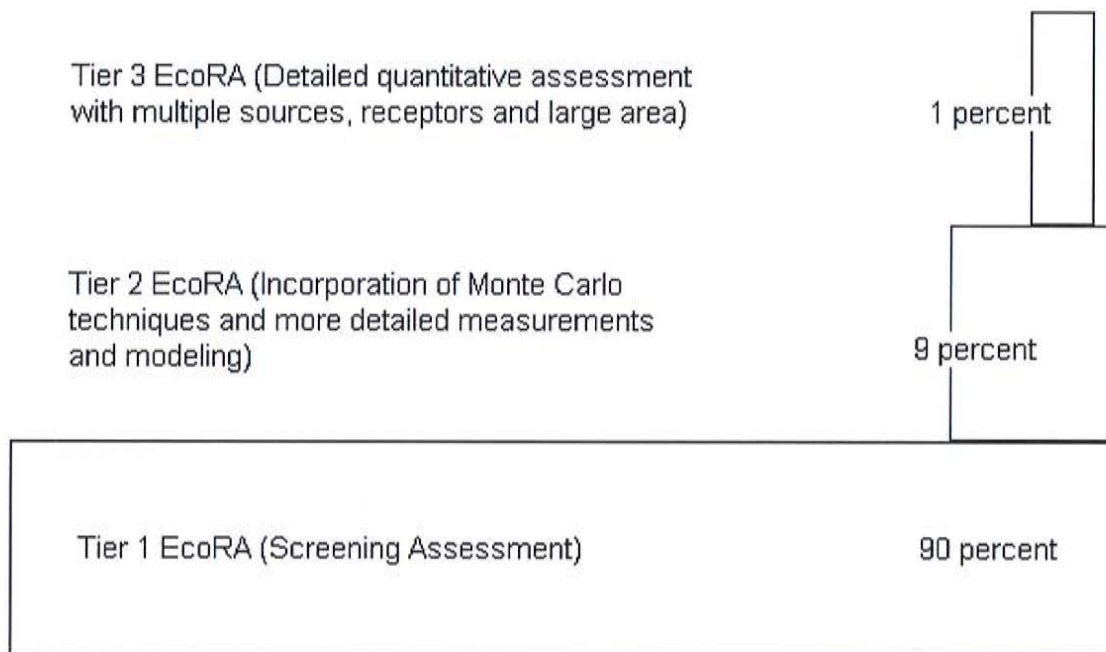 Tier 3 EcoRA (Detailed quantitative assessment
with multiple sources, receptors and large area)
1 percent
Tier 2 EcoRA (Incorporation of Monte Carlo
techniques and more detailed measurements
and modeling)
9 percent
Tier 1 EcoRA (Screening Assessment)
90 percent